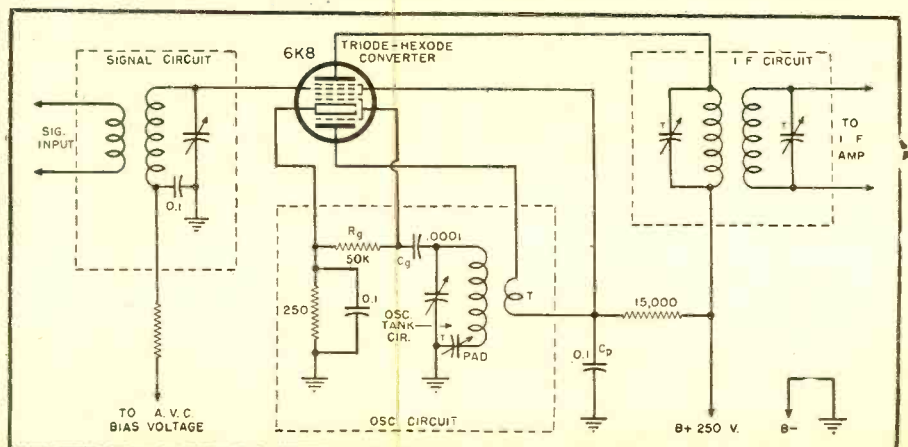 SIGNAL CIRCUIT
SIG.
INPUT
0.1
TO A.V.C.
BIAS VOLTAGE
6K8
TRIODE-HEXODE
CONVERTER
Rg
50K
.0001
Cg
250
0.1
OSC.
TANK
CIR.
T
PAD
T
OSC CIRCUIT
0.1
Cp
15,000
I F CIRCUIT
T
T
TO
I F
AMP
B+ 250 V.
B-